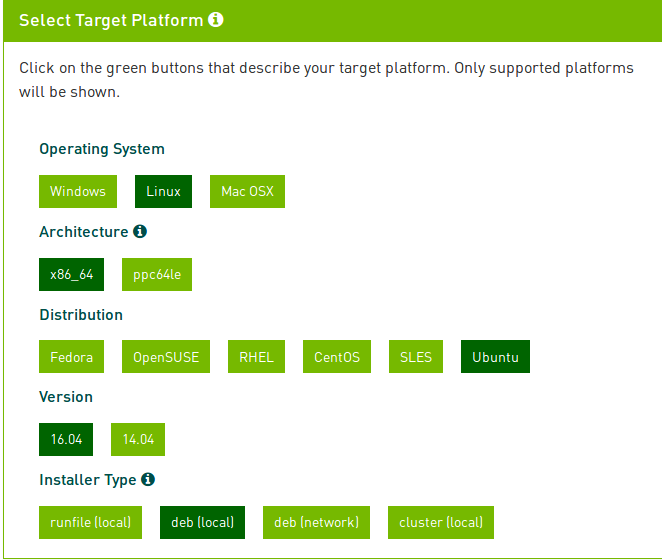 Select Target Platform
Click on the green buttons that describe your target platform. Only supported platforms
will be shown.
Operating System
Windows Linux Mac OSX
Architecture
x86_64 ppc64le
Distribution
Fedora OpenSUSE RHEL CentOS SLES Ubuntu
Version
16.04 14.04
Installer Type
runfile (local) deb (local) deb (network) cluster (local)